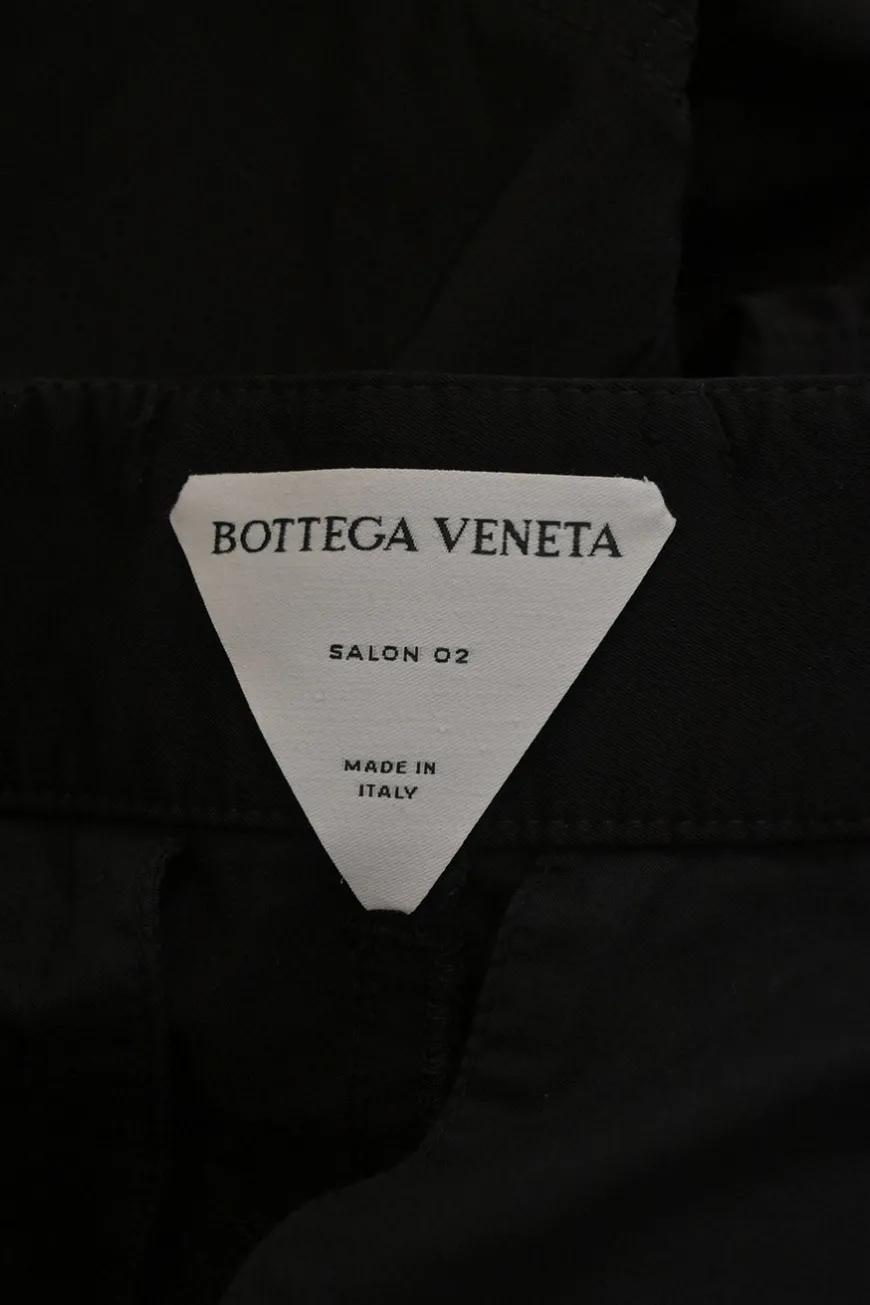 BOTTEGA VENETA
SALON 02
MADE IN
ITALY